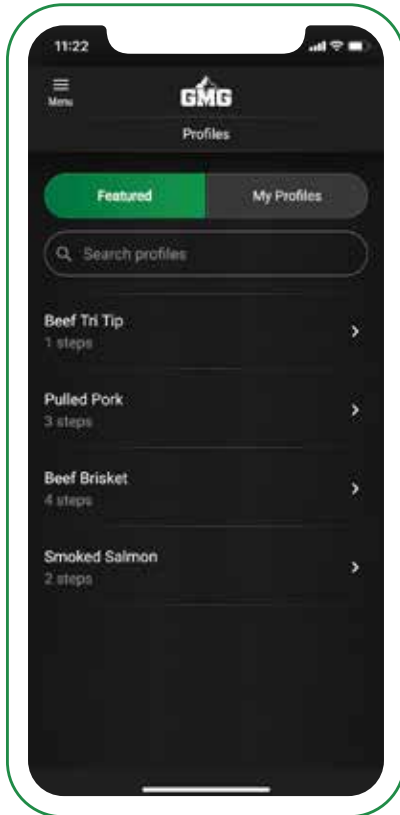 11:22
Menu
GMG
Profiles
Featured
My Profiles
Search profiles
Beef Tri Tip
1 steps
Pulled Pork
3 steps
Beef Brisket
4 steps
Smoked Salmon
2 steps